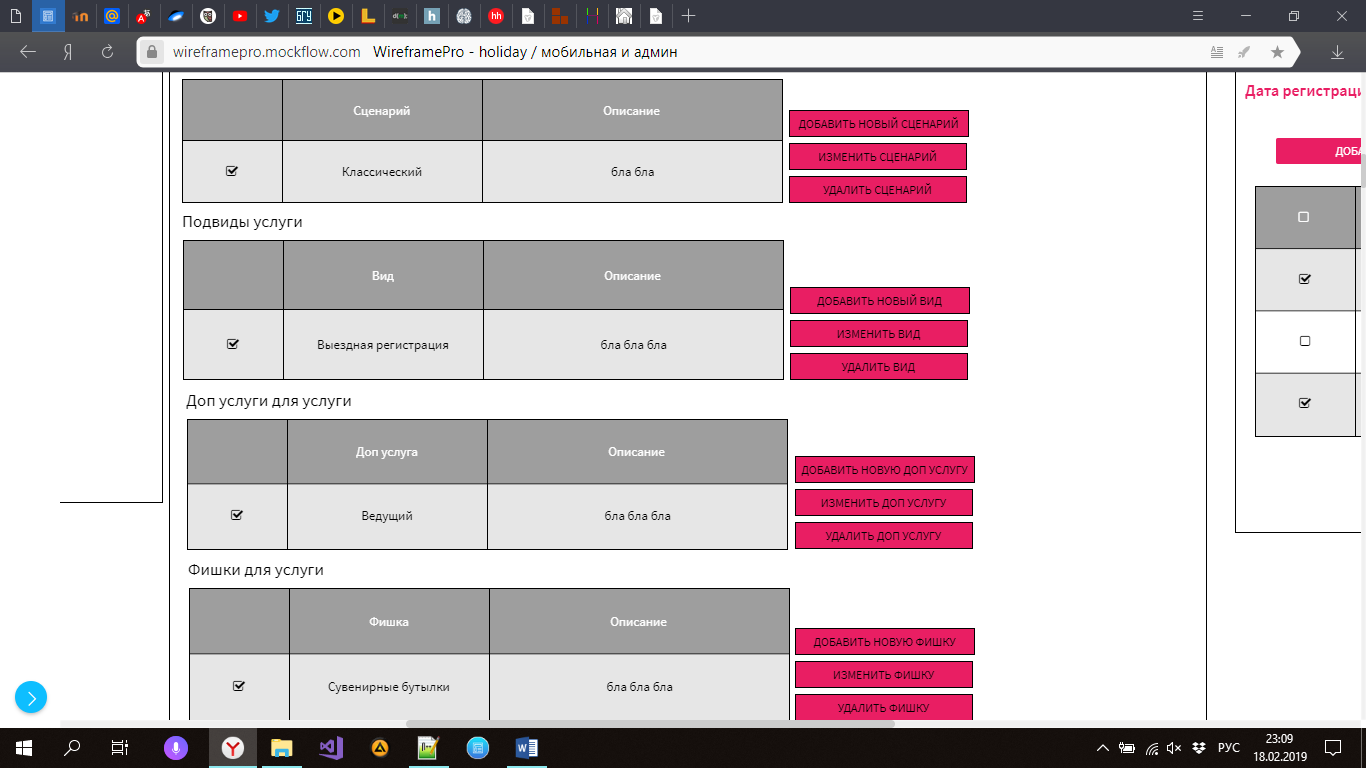 wireframepro.mockflow.com WireframePro - holiday / мобильная и админ
Сценарий Описание
Классический бла бла
ДОБАВИТЬ НОВЫЙ СЦЕНАРИЙ
ИЗМЕНИТЬ СЦЕНАРИЙ
УДАЛИТЬ СЦЕНАРИЙ
Подвиды услуги
Вид Описание
Выездная регистрация бла бла бла
ДОБАВИТЬ НОВЫЙ ВИД
ИЗМЕНИТЬ ВИД
УДАЛИТЬ ВИД
Доп услуги для услуги
Доп услуга Описание
Ведущий бла бла бла
ДОБАВИТЬ НОВУЮ ДОП УСЛУГУ
ИЗМЕНИТЬ ДОП УСЛУГУ
УДАЛИТЬ ДОП УСЛУГУ
Фишки для услуги
Фишка Описание
Сувенирные бутылки бла бла бла
ДОБАВИТЬ НОВУЮ ФИШКУ
ИЗМЕНИТЬ ФИШКУ
УДАЛИТЬ ФИШКУ
Дата регистраци
ДОБА
РУС
23:09
18.02.2019